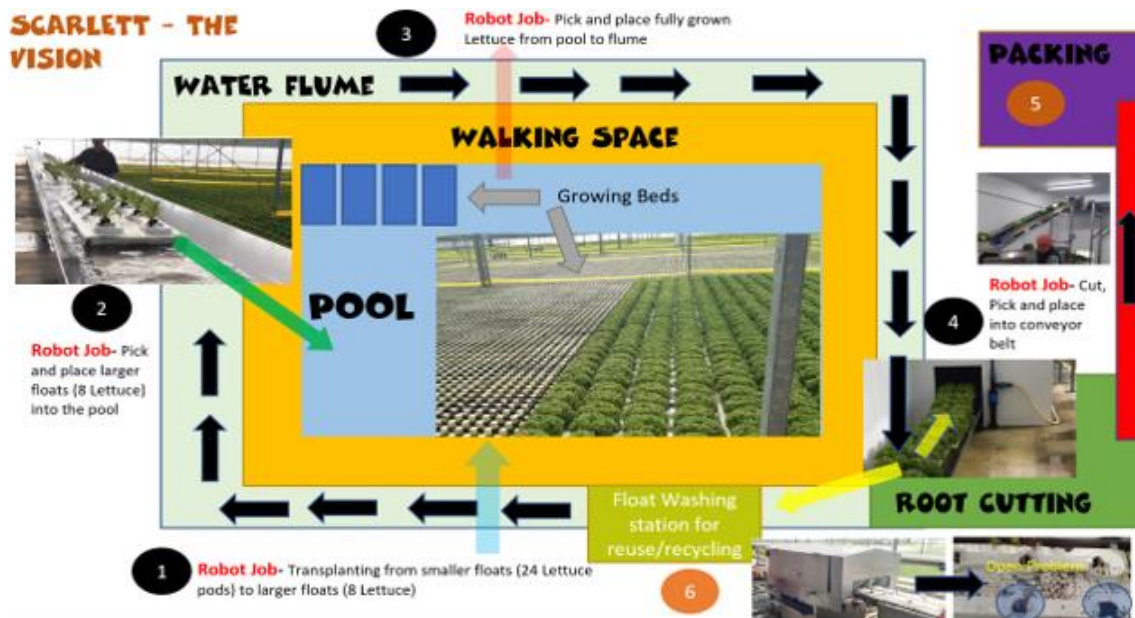 SCARLETT - THE
VISION
3
Robot Job- Pick and place fully grown
Lettuce from pool to flume
WATER FLUME
WALKING SPACE
PACKING
5
Growing Beds
POOL
2
Robot Job- Pick
and place larger
floats (8 Lettuce)
into the pool
Robot Job- Cut,
Pick and place
into conveyor
belt
4
ROOT CUTTING
Float Washing
station for
reuse/recycling
1
Robot Job- Transplanting from smaller floats (24 Lettuce
pods) to larger floats (8 Lettuce)
6
Open Problem